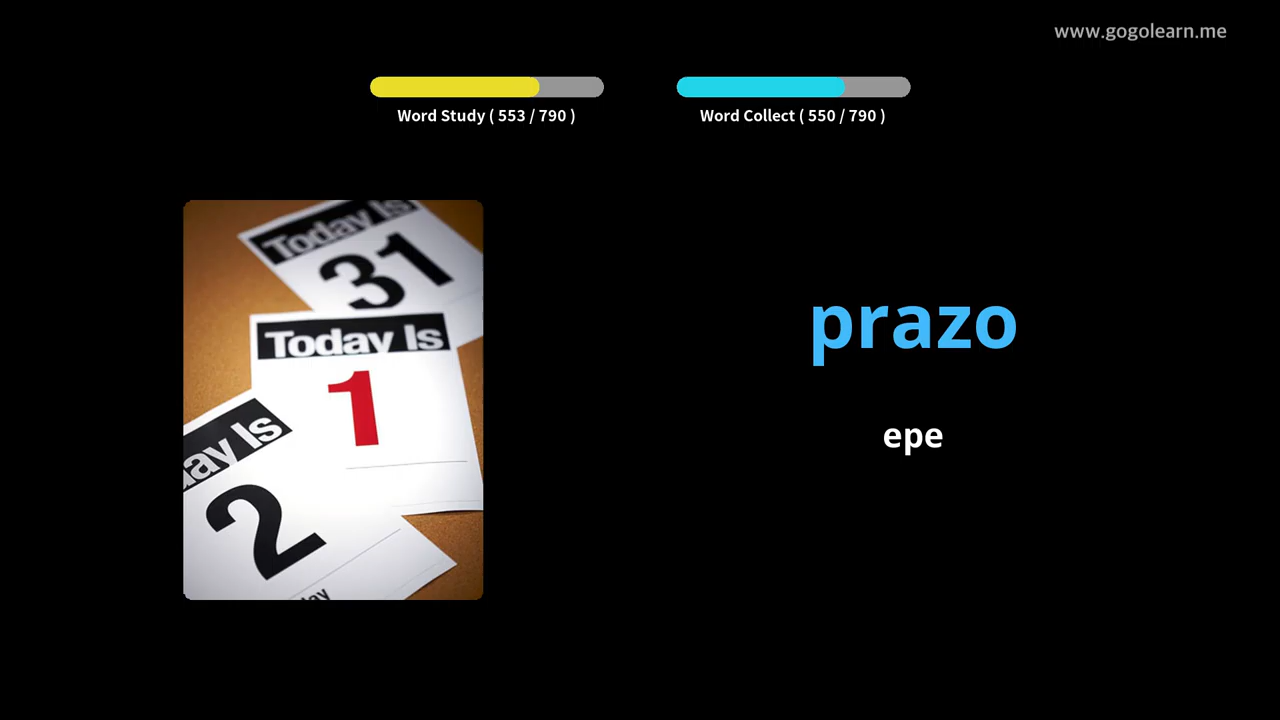 www.gogolearn.me
Word Study ( 553 / 790 )
Word Collect ( 550 / 790 )
Today Is
31
Today Is
1
ay Is
2
ay
prazo
epe